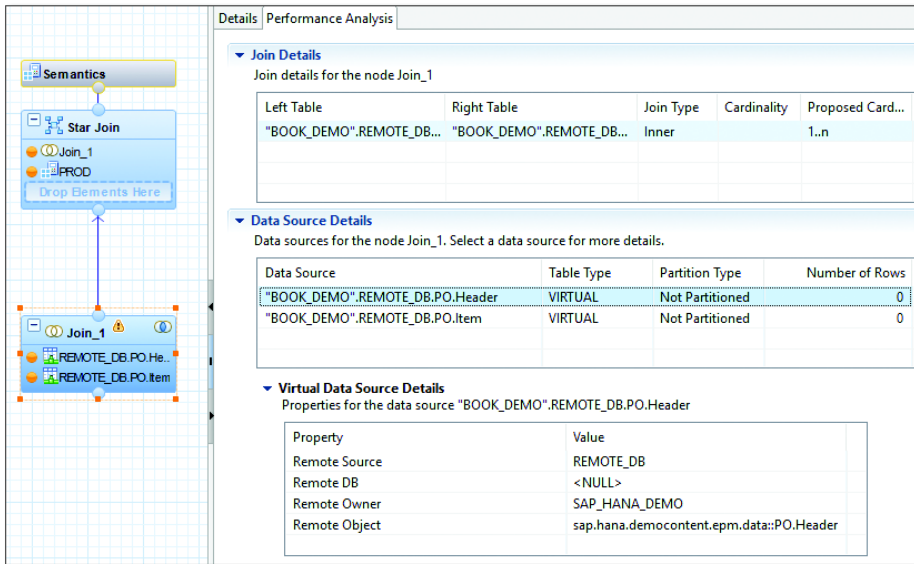 Semantics
Star Join
Join_1
PROD
Drop Elements Here
Join_1
REMOTE_DB.PO.He..
REMOTE_DB.PO.Item
Details Performance Analysis
Join Details
Join details for the node Join_1
Left Table Right Table Join Type Cardinality Proposed Card...
"BOOK_DEMO".REMOTE_DB... "BOOK_DEMO".REMOTE_DB... Inner 1..n
Data Source Details
Data sources for the node Join_1. Select a data source for more details.
Data Source Table Type Partition Type Number of Rows
"BOOK_DEMO".REMOTE_DB.PO.Header VIRTUAL Not Partitioned 0
"BOOK_DEMO".REMOTE_DB.PO.Item VIRTUAL Not Partitioned 0
Virtual Data Source Details
Properties for the data source "BOOK_DEMO".REMOTE_DB.PO.Header
Property Value
Remote Source REMOTE_DB
Remote DB <NULL>
Remote Owner SAP_HANA_DEMO
Remote Object sap.hana.democontent.epm.data::PO.Header